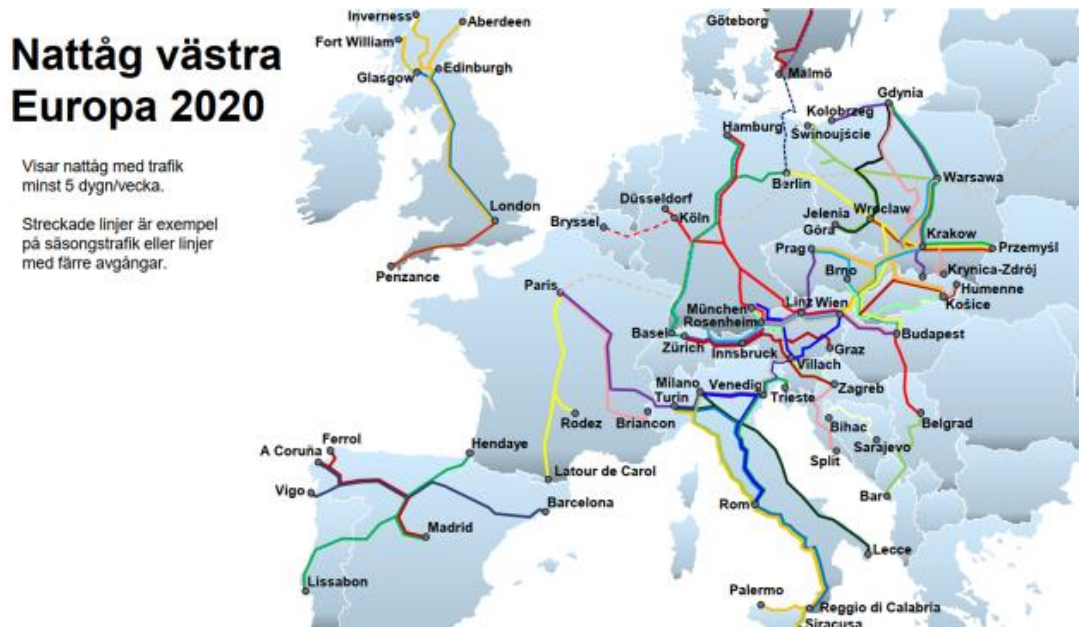 Nattåg västra
Europa 2020
Visar nattåg med trafik
minst 5 dygn/vecka.
Streckade linjer är exempel
på säsongstrafik eller linjer
med färre avgångar.
Inverness
Aberdeen
Fort William
Glasgow
Edinburgh
London
Penzance
Göteborg
Malmö
Gdynia
Kolobrzeg
Świnoujście
Hamburg
Berlin
Warsawa
Düsseldorf
Köln
Bryssel
Jelenia
Góra
Wroclaw
Krakow
Przemyśl
Prag
Brno
Krynica-Zdrój
Humenne
Košice
Paris
München
Rosenheim
Linz
Wien
Budapest
Basel
Zürich
Innsbruck
Graz
Villach
Milano
Turin
Venedig
Trieste
Zagreb
Rodez
Briancon
Bihac
Sarajevo
Belgrad
Split
Bar
Ferrol
A Coruña
Hendaye
Vigo
Latour de Carol
Barcelona
Madrid
Rom
Lecce
Lissabon
Palermo
Reggio di Calabria
Siracusa